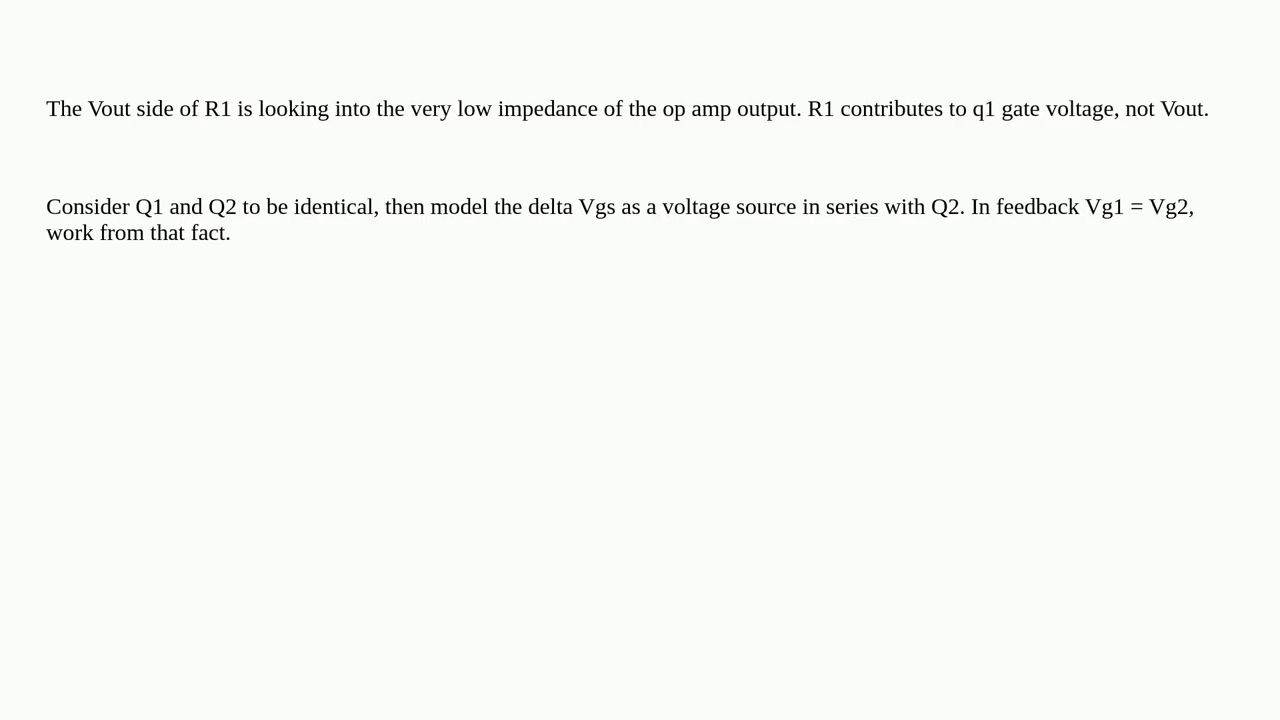 The Vout side of R1 is looking into the very low impedance of the op amp output. R1 contributes to q1 gate voltage, not Vout.
Consider Q1 and Q2 to be identical, then model the delta Vgs as a voltage source in series with Q2. In feedback Vg1 = Vg2,
work from that fact.